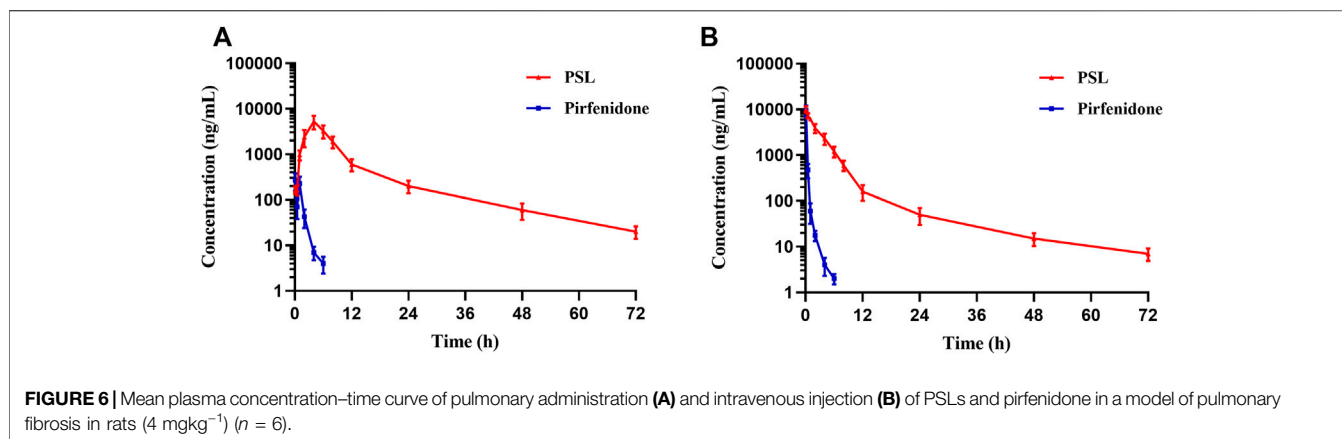 A
B
100000
10000
1000
100
10
1
Concentration (ng/mL)
PSL
Pirfenidone
0 12 24 36 48 60 72
Time (h)
100000
10000
1000
100
10
1
Concentration (ng/mL)
PSL
Pirfenidone
0 12 24 36 48 60 72
Time (h)
FIGURE 6 | Mean plasma concentration–time curve of pulmonary administration (A) and intravenous injection (B) of PSLs and pirfenidone in a model of pulmonary
fibrosis in rats (4 mgkg⁻¹) (n = 6).